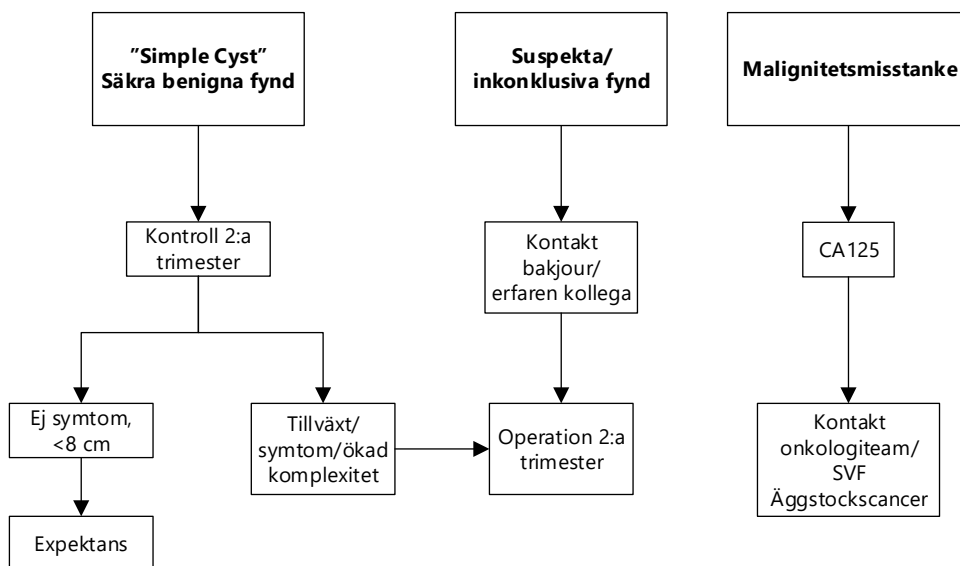 ”Simple Cyst”
Säkra benigna fynd
Suspekta/
inkonklusiva fynd
Malignitetsmisstanke
Kontroll 2:a
trimester
Kontakt
bakjour/
erfaren kollega
CA125
Ej symtom,
<8 cm
Tillväxt/
symtom/ökad
komplexitet
Operation 2:a
trimester
Kontakt
onkologiteam/
SVF
Äggstockscancer
Expektans